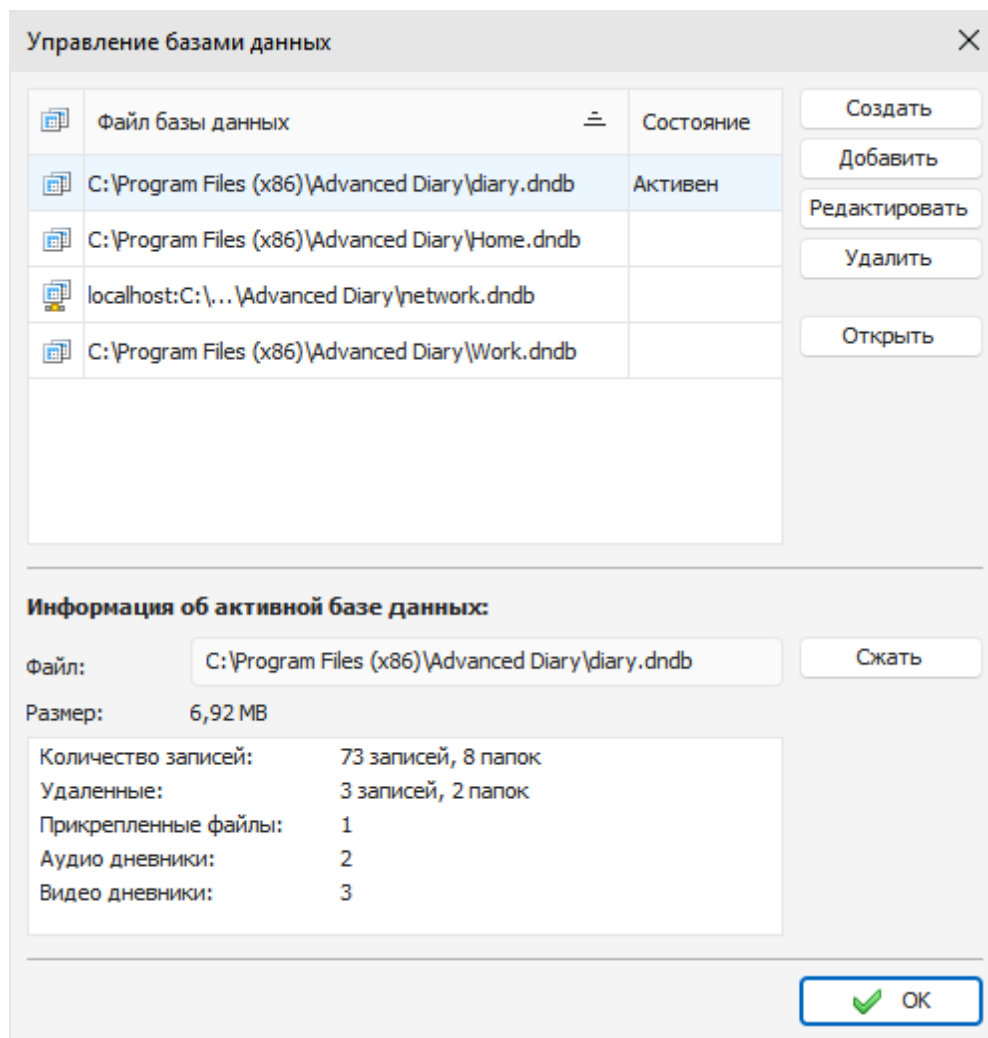 Управление базами данных
Файл базы данных Состояние
C:\Program Files (x86)\Advanced Diary\diary.dndb Активен
C:\Program Files (x86)\Advanced Diary\Home.dndb
localhost:C:\...\Advanced Diary\network.dndb
C:\Program Files (x86)\Advanced Diary\Work.dndb
Создать
Добавить
Редактировать
Удалить
Открыть
Информация об активной базе данных:
Файл: C:\Program Files (x86)\Advanced Diary\diary.dndb Сжать
Размер: 6,92 MB
Количество записей: 73 записей, 8 папок
Удаленные: 3 записей, 2 папок
Прикрепленные файлы: 1
Аудио дневники: 2
Видео дневники: 3
OK